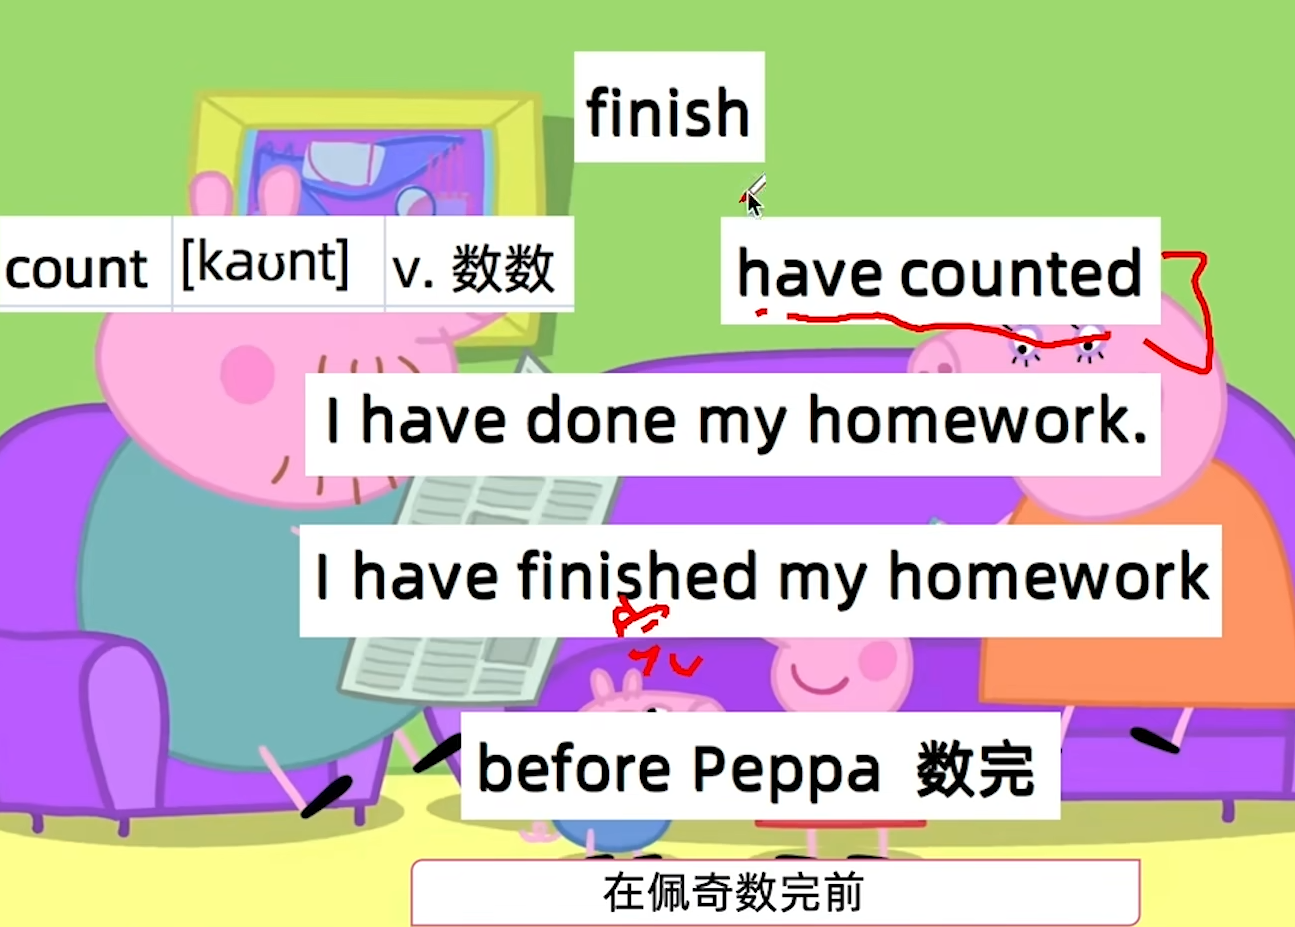 finish
count [kaʊnt] v. 数数
have counted
I have done my homework.
I have finished my homework
before Peppa 数完
在佩奇数完前